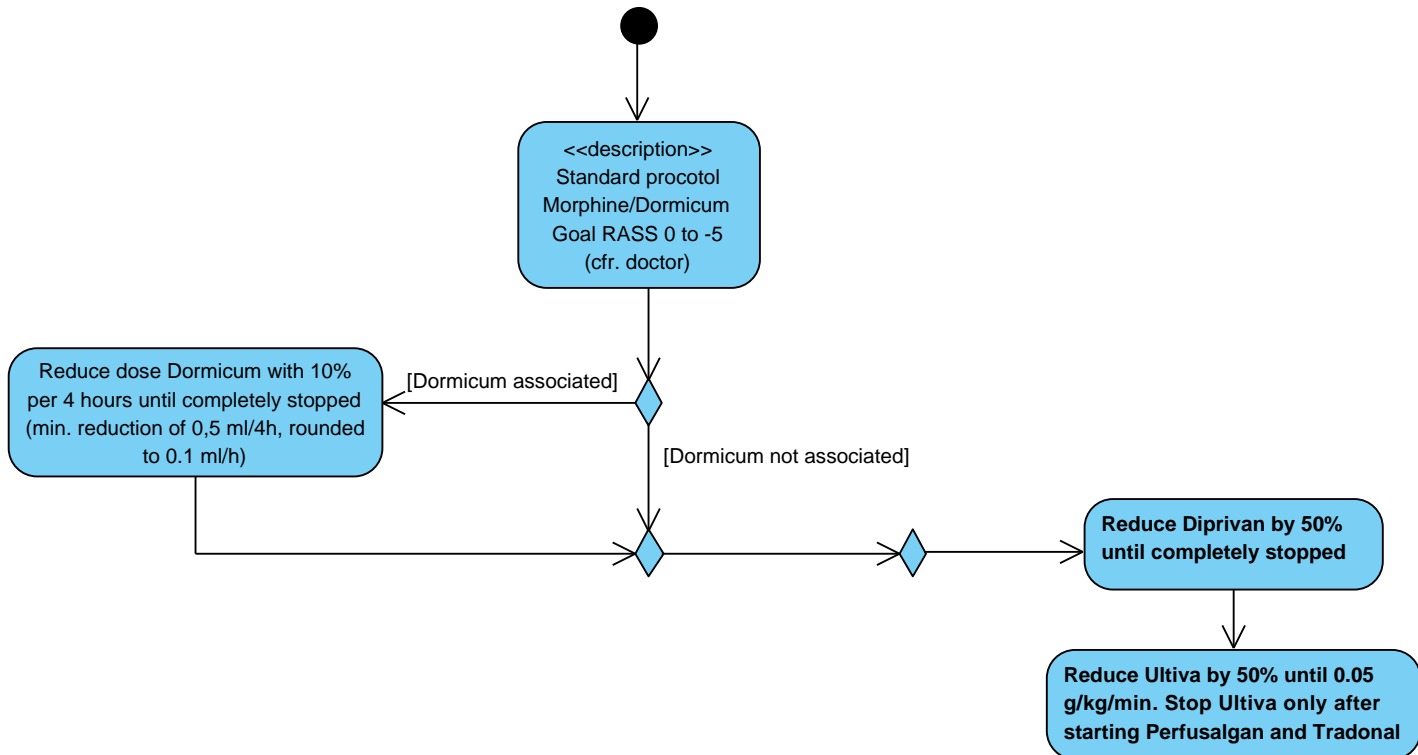 <<description>>
Standard procotol
Morphine/Dormicum
Goal RASS 0 to -5
(cfr. doctor)
Reduce dose Dormicum with 10%
per 4 hours until completely stopped
(min. reduction of 0,5 ml/4h, rounded
to 0.1 ml/h)
[Dormicum associated]
[Dormicum not associated]
Reduce Diprivan by 50%
until completely stopped
Reduce Ultiva by 50% until 0.05
g/kg/min. Stop Ultiva only after
starting Perfusalgan and Tradonal